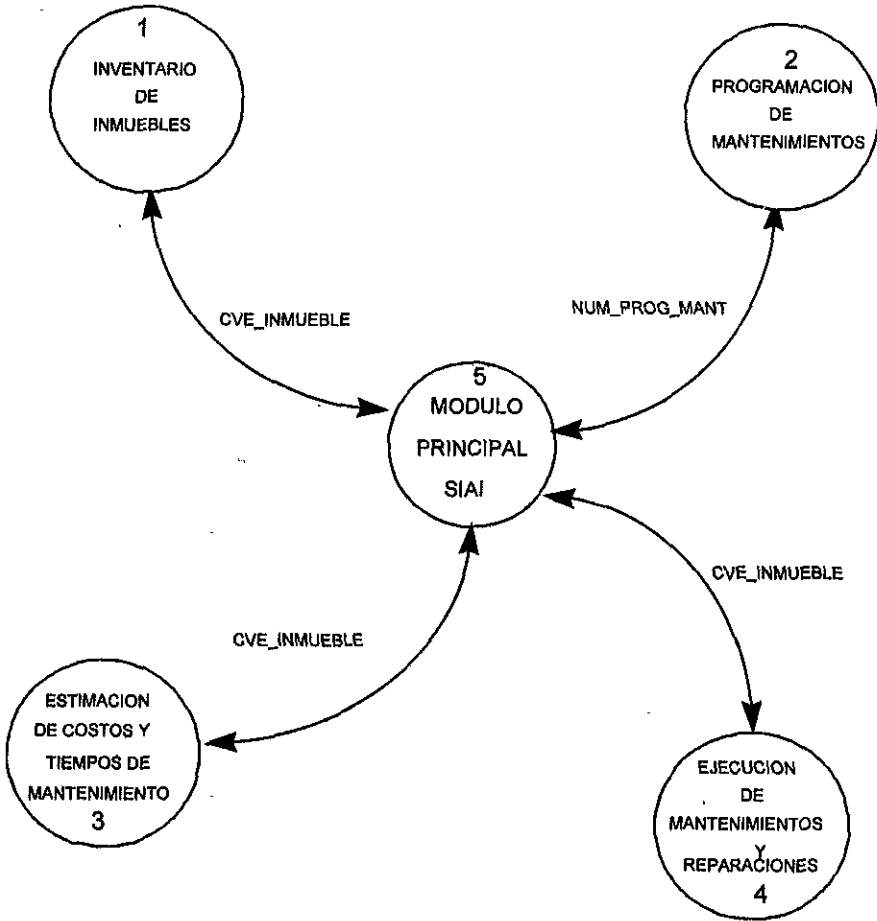 1
INVENTARIO
DE
INMUEBLES
2
PROGRAMACION
DE
MANTENIMIENTOS
CVE_INMUEBLE
NUM_PROG_MANT
5
MODULO
PRINCIPAL
SIAI
CVE_INMUEBLE
CVE_INMUEBLE
ESTIMACION
DE COSTOS Y
TIEMPOS DE
MANTENIMIENTO
3
EJECUCION
DE
MANTENIMIENTOS
Y
REPARACIONES
4